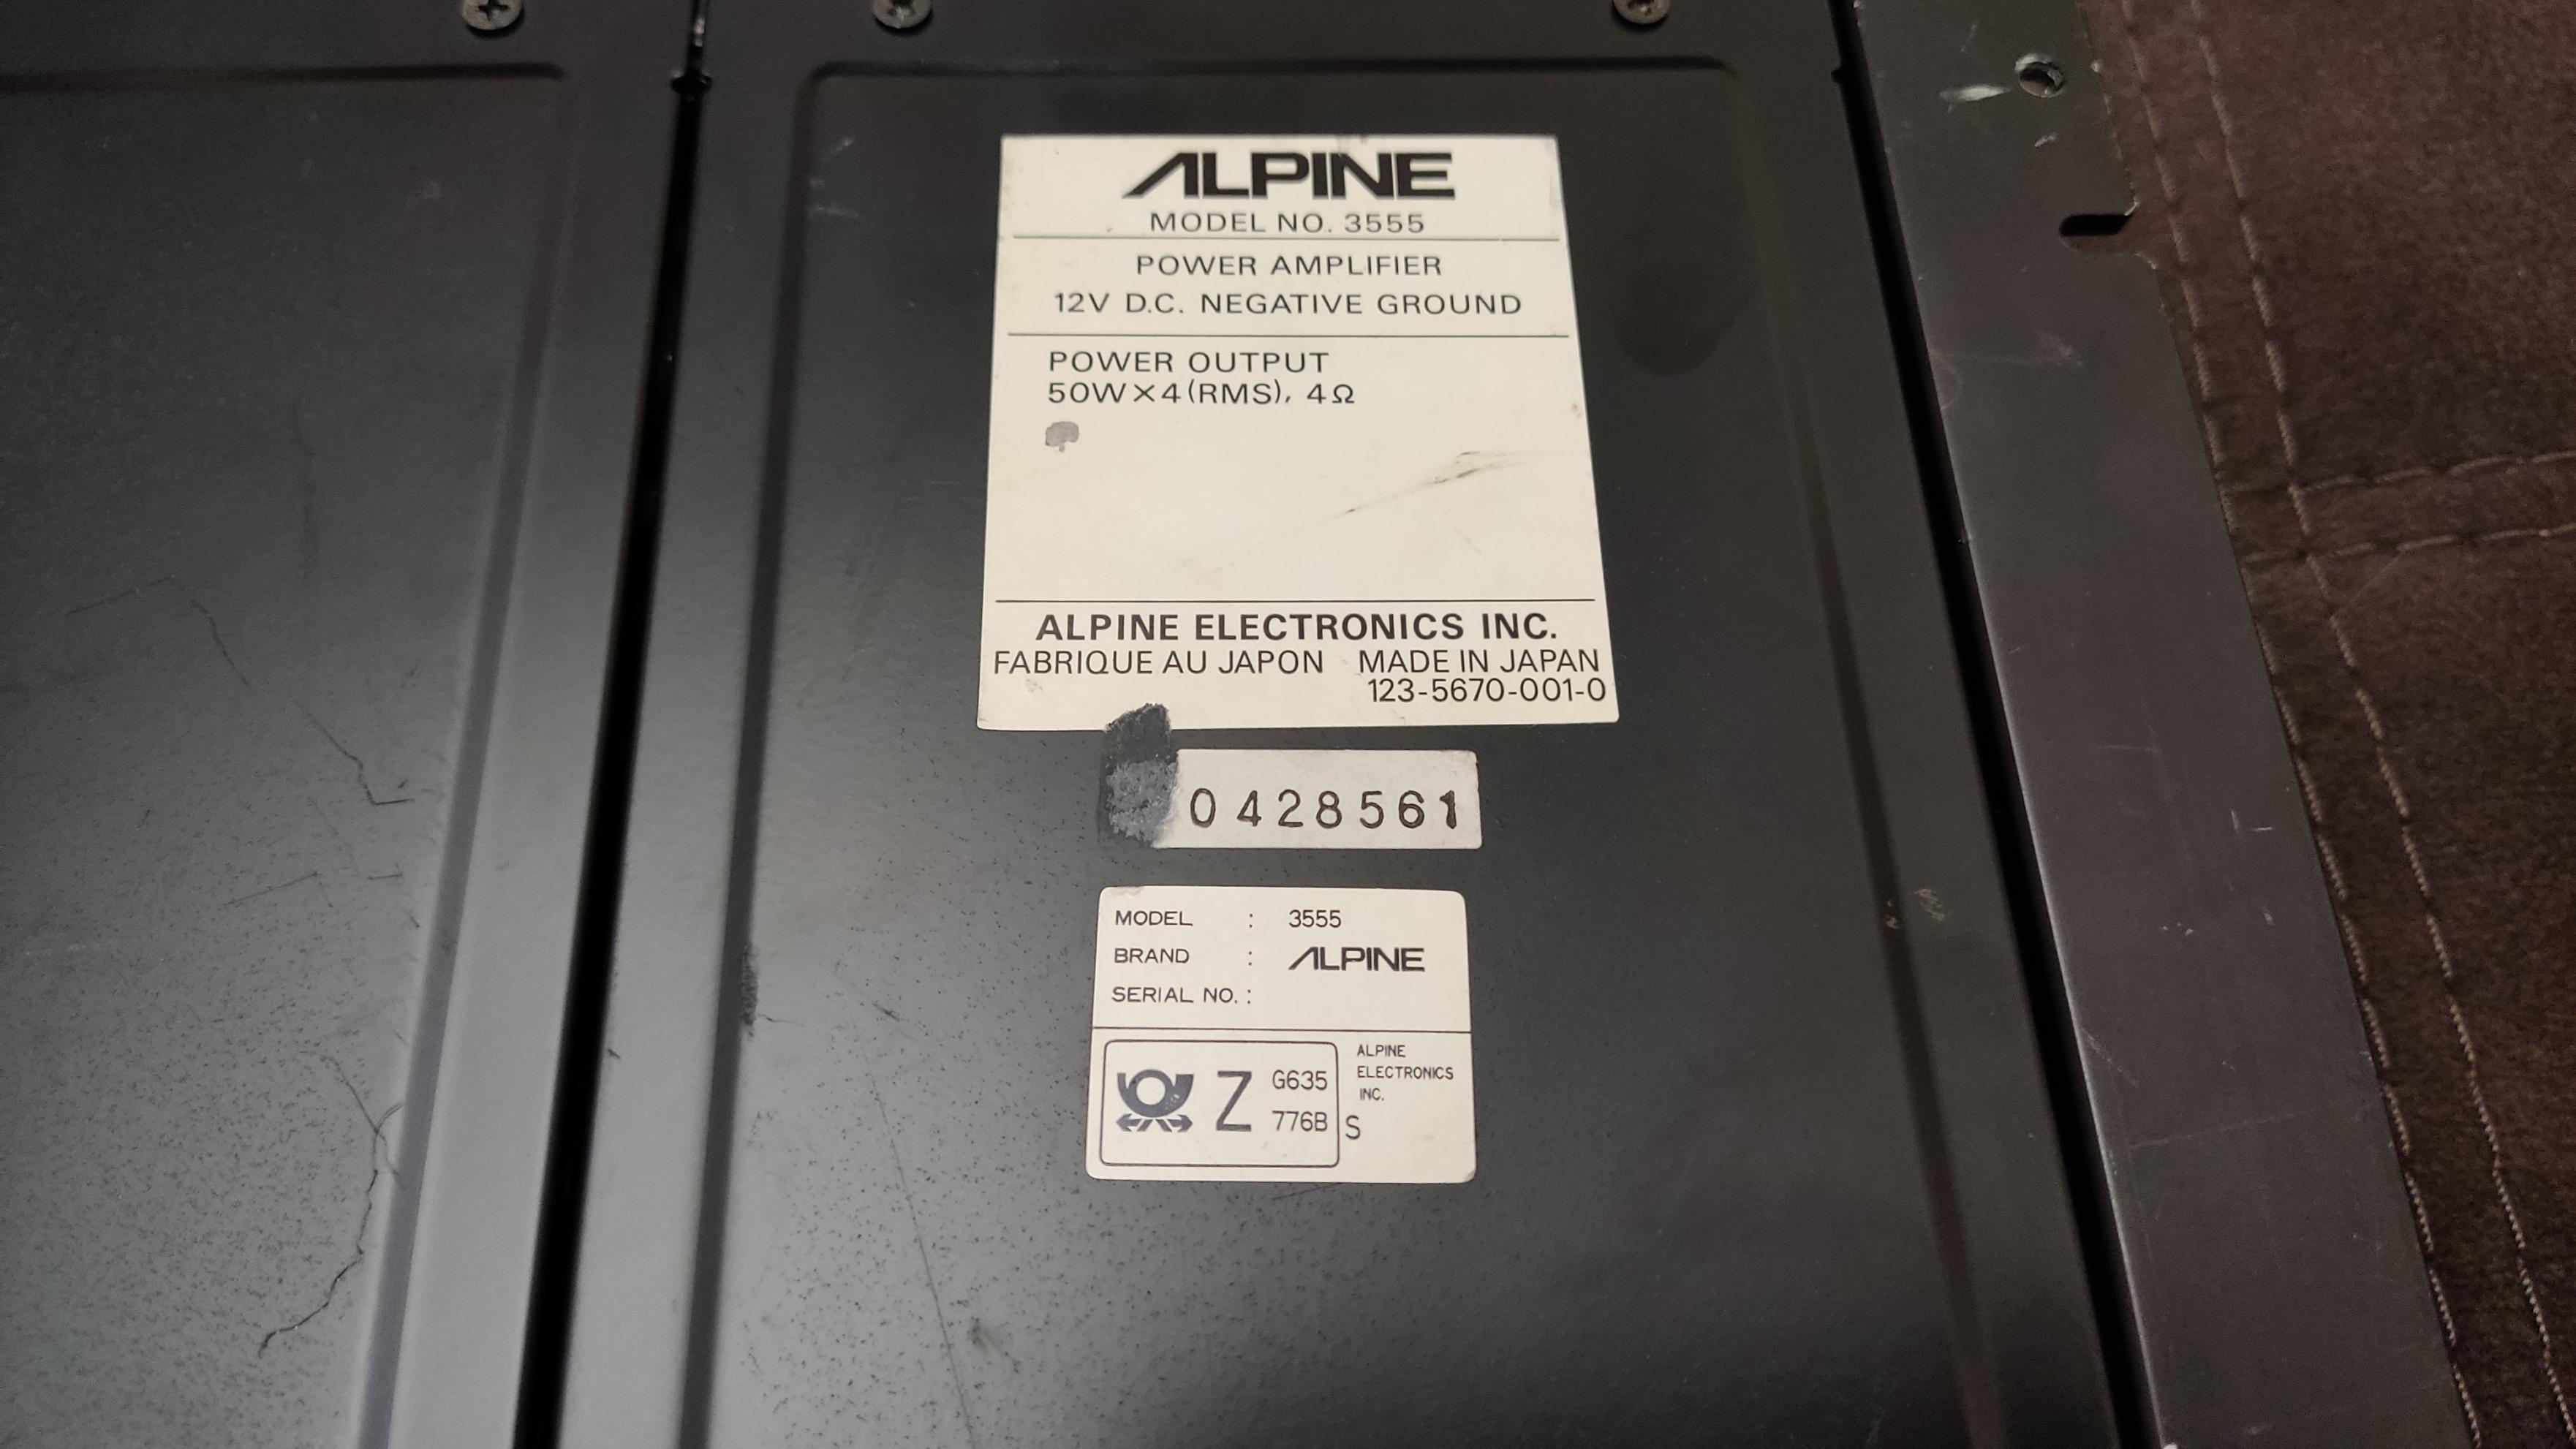 ALPINE
MODEL NO. 3555
POWER AMPLIFIER
12V D.C. NEGATIVE GROUND
POWER OUTPUT
50W×4(RMS), 4Ω
ALPINE ELECTRONICS INC.
FABRIQUE AU JAPON MADE IN JAPAN
123-5670-001-0
0428561
MODEL : 3555
BRAND : ALPINE
SERIAL NO. :
Z G635 776B S
ALPINE
ELECTRONICS
INC.